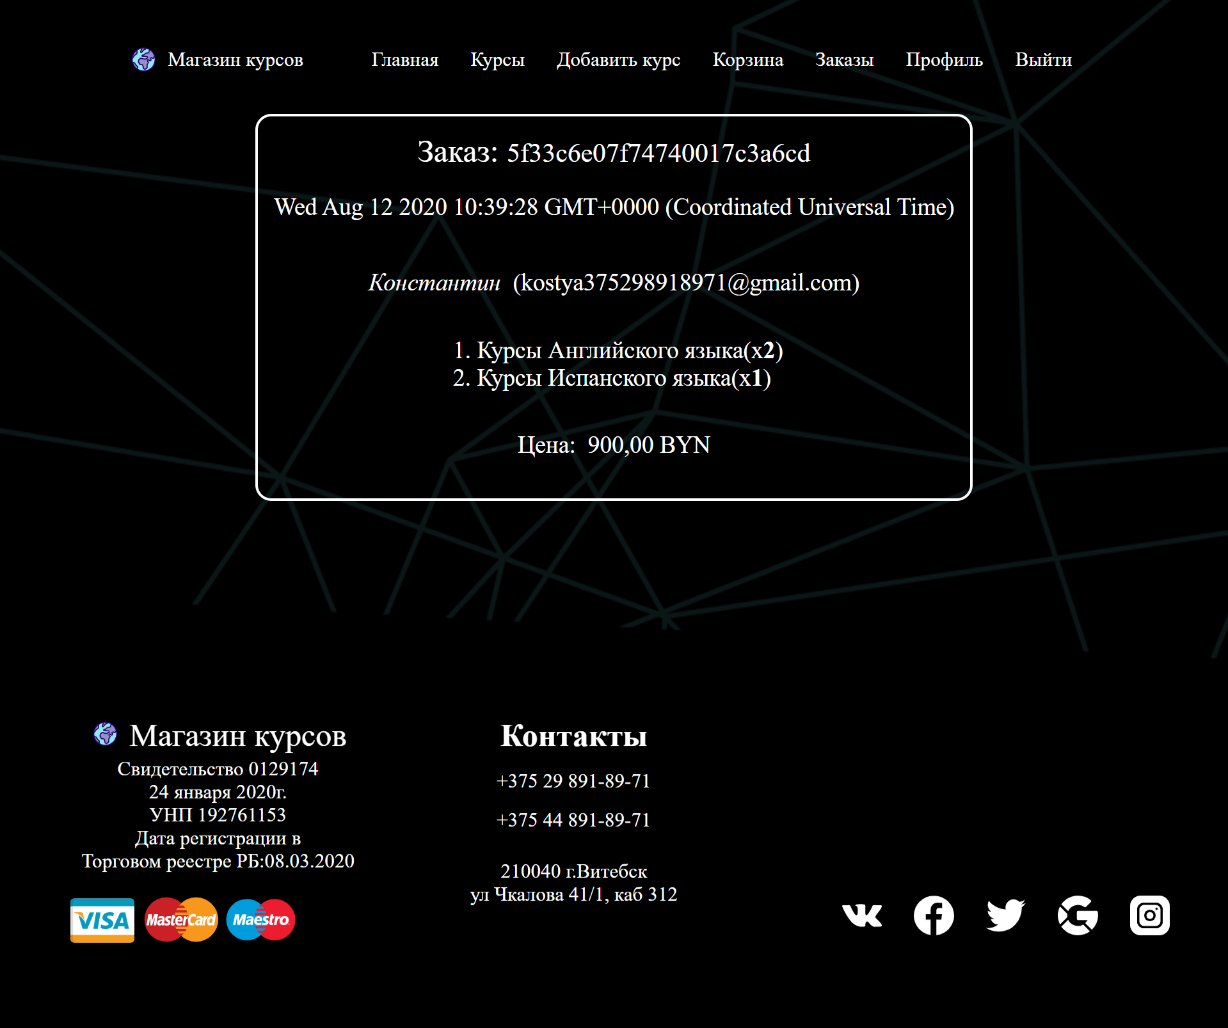 Магазин курсов Главная Курсы Добавить курс Корзина Заказы Профиль Выйти
Заказ: 5f33c6e07f74740017c3a6cd
Wed Aug 12 2020 10:39:28 GMT+0000 (Coordinated Universal Time)
Константин (kostya375298918971@gmail.com)
1. Курсы Английского языка(x2)
2. Курсы Испанского языка(x1)
Цена: 900,00 BYN
Магазин курсов
Свидетельство 0129174
24 января 2020г.
УНП 192761153
Дата регистрации в
Торговом реестре РБ:08.03.2020
VISA MasterCard Maestro
Контакты
+375 29 891-89-71
+375 44 891-89-71
210040 г.Витебск
ул Чкалова 41/1, каб 312